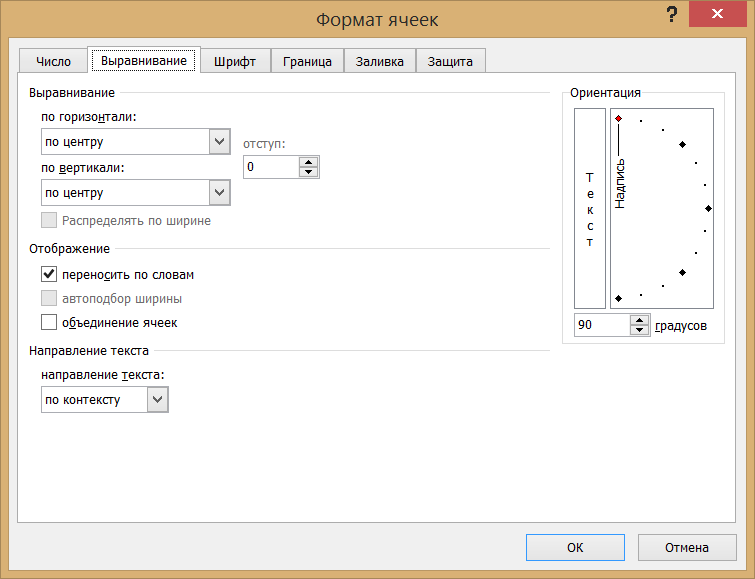 Формат ячеек
?
Число Выравнивание Шрифт Граница Заливка Защита
Выравнивание
по горизонтали:
по центру
отступ:
0
по вертикали:
по центру
Распределять по ширине
Отображение
переносить по словам
автоподбор ширины
объединение ячеек
Направление текста
направление текста:
по контексту
Ориентация
Текст
Надпись
90 градусов
ОК Отмена